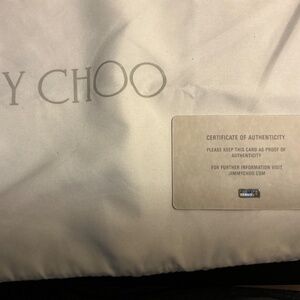 Y CHOO
CERTIFICATE OF AUTHENTICITY
PLEASE KEEP THIS CARD AS PROOF OF
AUTHENTICITY
FOR FURTHER INFORMATION VISIT
JIMMYCHOO.COM